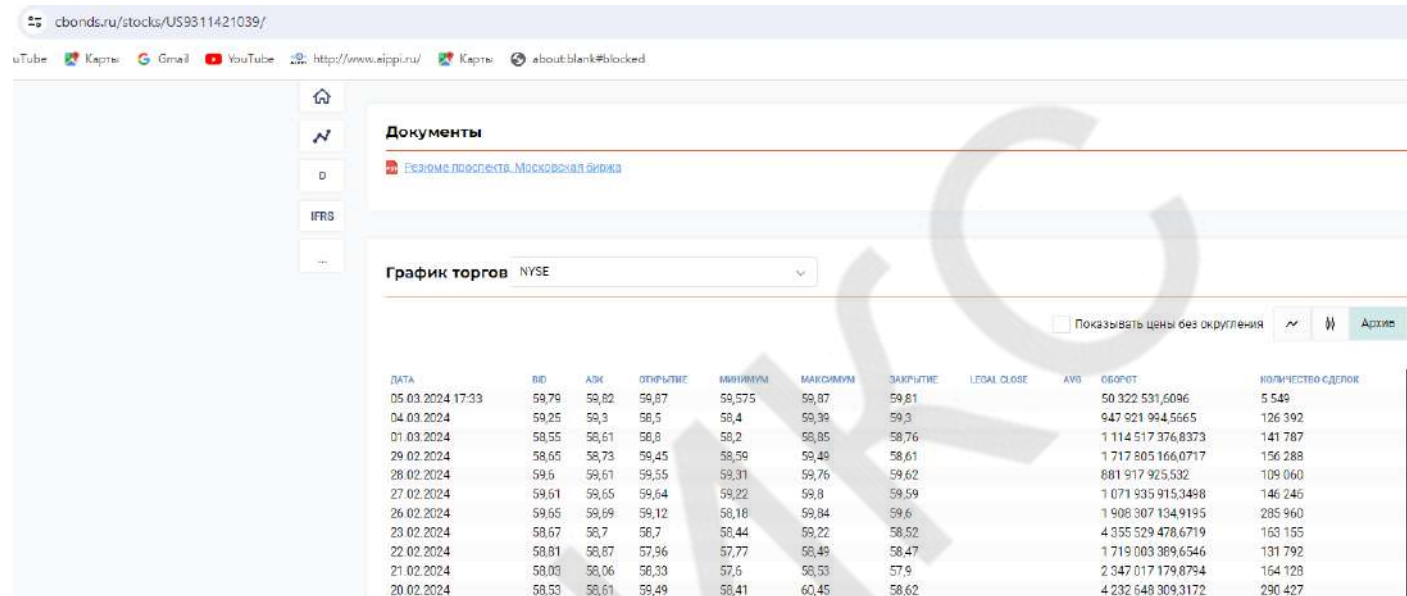 cbonds.ru/stocks/US9311421039/
uTube Карты Gmail YouTube http://www.aippi.ru/ Карты about:blank#blocked
Документы
Резюме проспекта, Московская биржа
D
IFRS
...
График торгов NYSE
Показывать цены без округления Архив
ДАТА BID ASK ОТКРЫТИЕ МИНИМУМ МАКСИМУМ ЗАКРЫТИЕ LEGAL CLOSE AVG ОБОРОТ КОЛИЧЕСТВО СДЕЛОК
05.03.2024 17:33 59,79 59,82 59,87 59,575 59,87 59,81 50 322 531,6096 5 549
04.03.2024 59,25 59,3 58,5 58,4 59,39 59,3 947 921 994,5665 126 392
01.03.2024 58,55 58,61 58,8 58,2 58,85 58,76 1 114 517 376,8373 141 787
29.02.2024 58,65 58,73 59,45 58,59 59,49 58,61 1 717 805 166,0717 156 288
28.02.2024 59,6 59,61 59,55 59,31 59,76 59,62 881 917 925,532 109 060
27.02.2024 59,61 59,65 59,64 59,22 59,8 59,59 1 071 935 915,3498 146 246
26.02.2024 59,65 59,69 59,12 58,18 59,84 59,6 1 908 307 134,9195 285 960
23.02.2024 58,67 58,7 58,7 58,44 59,22 58,52 4 355 529 478,6719 163 155
22.02.2024 58,81 58,87 57,96 57,77 58,49 58,47 1 719 003 389,6546 131 792
21.02.2024 58,03 58,06 58,33 57,6 58,53 57,9 2 347 017 179,8794 164 128
20.02.2024 58,53 58,61 59,49 58,41 60,45 58,62 4 232 648 309,3172 290 427